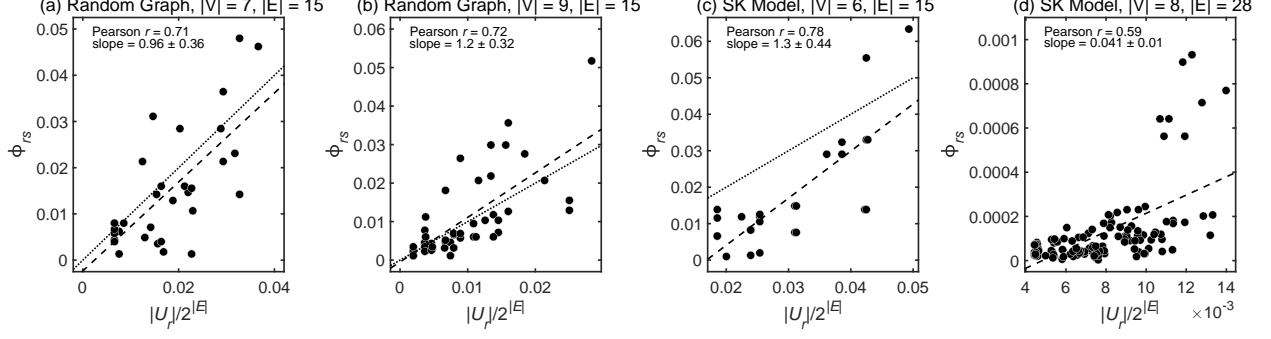 (a) Random Graph, |V| = 7, |E| = 15
Pearson r = 0.71
slope = 0.96 ± 0.36
0.05
0.04
0.03
0.02
0.01
0
ϕrs
0
0.02
0.04
|Ur|/2|E|
(b) Random Graph, |V| = 9, |E| = 15
Pearson r = 0.72
slope = 1.2 ± 0.32
0.06
0.05
0.04
0.03
0.02
0.01
0
ϕrs
0
0.01
0.02
|Ur|/2|E|
(c) SK Model, |V| = 6, |E| = 15
Pearson r = 0.78
slope = 1.3 ± 0.44
0.06
0.05
0.04
0.03
0.02
0.01
0
ϕrs
0.02
0.03
0.04
0.05
|Ur|/2|E|
(d) SK Model, |V| = 8, |E| = 28
Pearson r = 0.59
slope = 0.041 ± 0.01
0.001
0.0008
0.0006
0.0004
0.0002
0
ϕrs
4
6
8
10
12
14
×10-3
|Ur|/2|E|